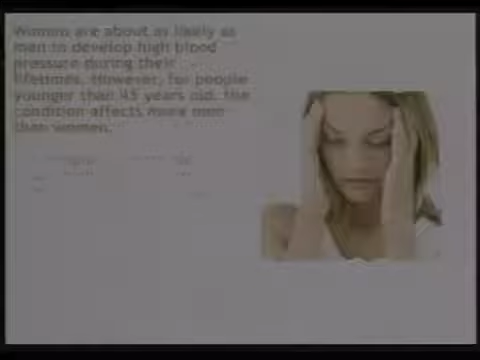 Women are about as likely as
men to develop high blood
pressure during their
lifetimes. However, for people
younger than 45 years old, the
condition affects more men
than women.